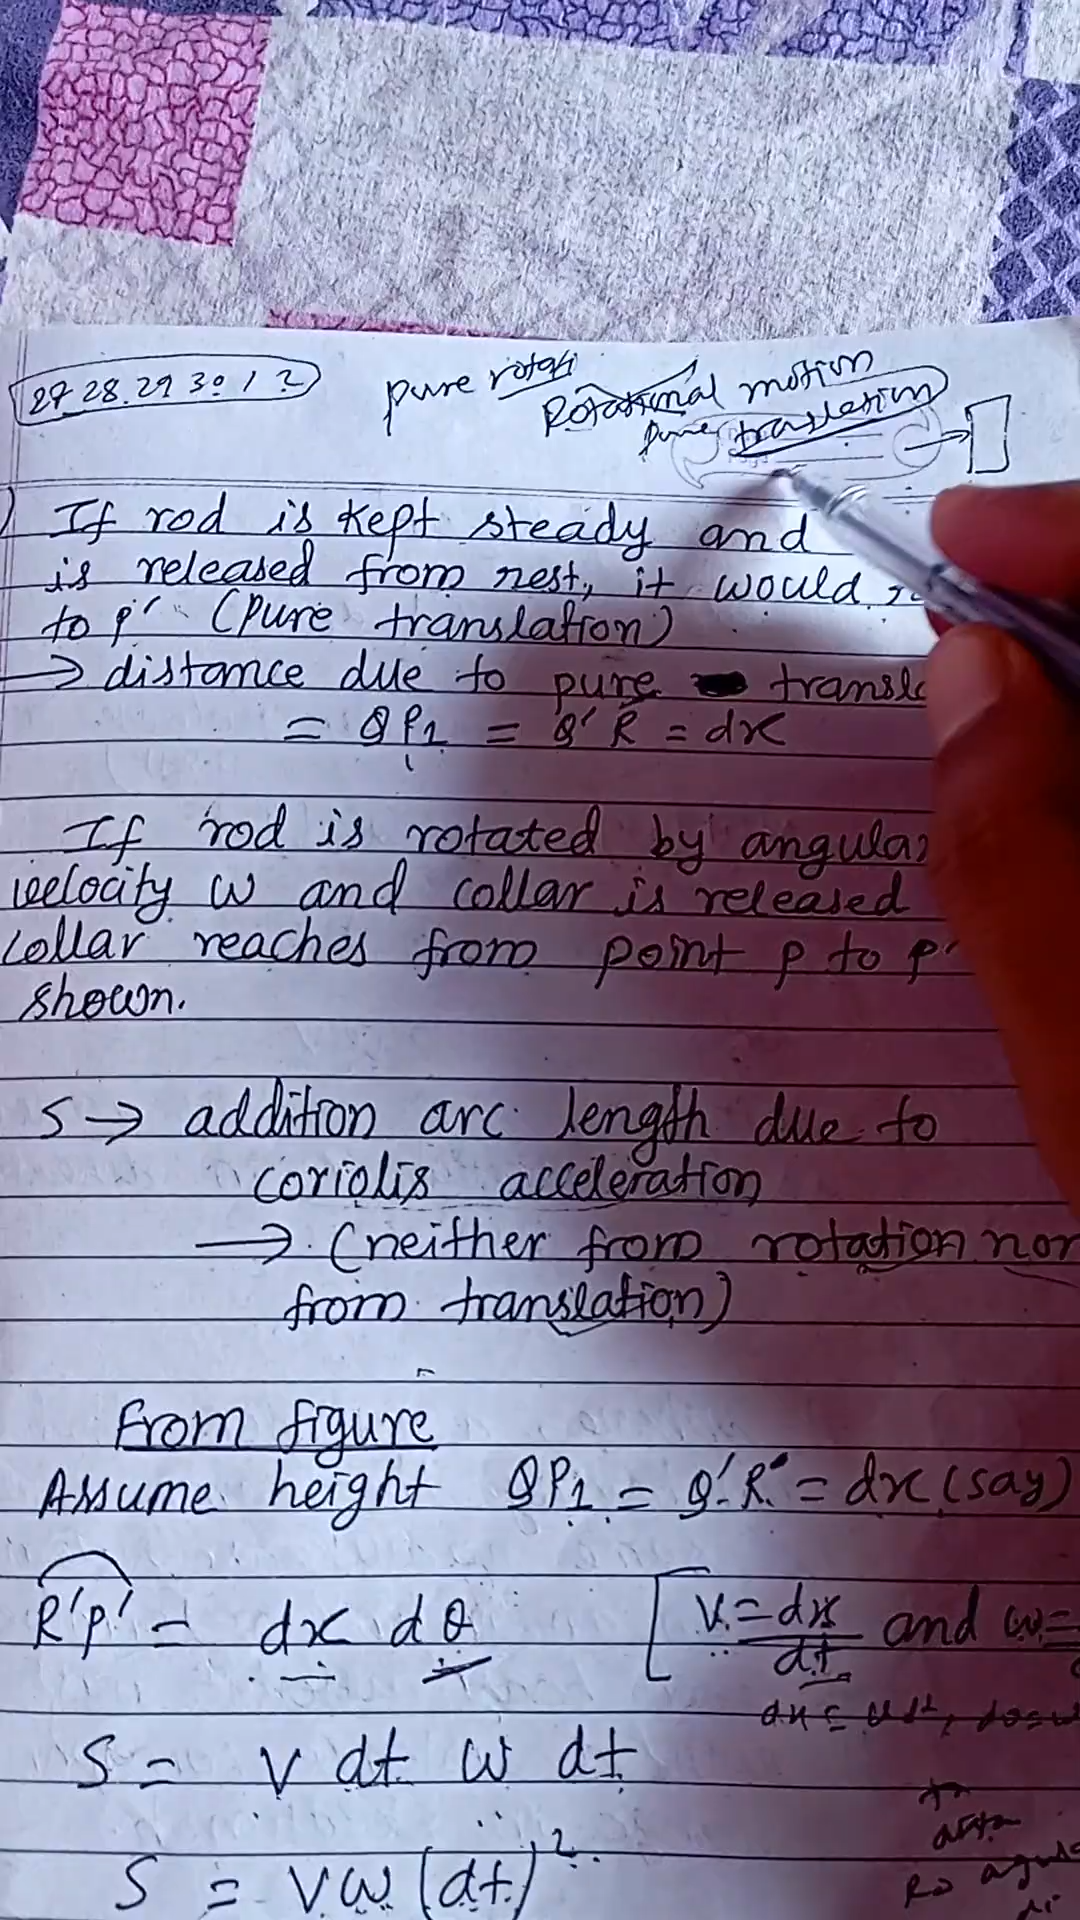 27 28 29 30 1 2
pure rotati
Rotational motion
pure translation
If rod is kept steady and
is released from rest, it would
to p' (pure translation)
→ distance due to pure transla
= QP1 = Q'R = dx
If rod is rotated by angular
velocity ω and collar is released
collar reaches from point p to p'
shown.
S → addition arc length due to
coriolis acceleration
→ (neither from rotation nor
from translation)
From figure
Assume height QP1 = Q'R' = dx (say)
R'p' = dx dθ [V = dx/dt and ω =
S = V dt ω dt
S = Vω (dt)²